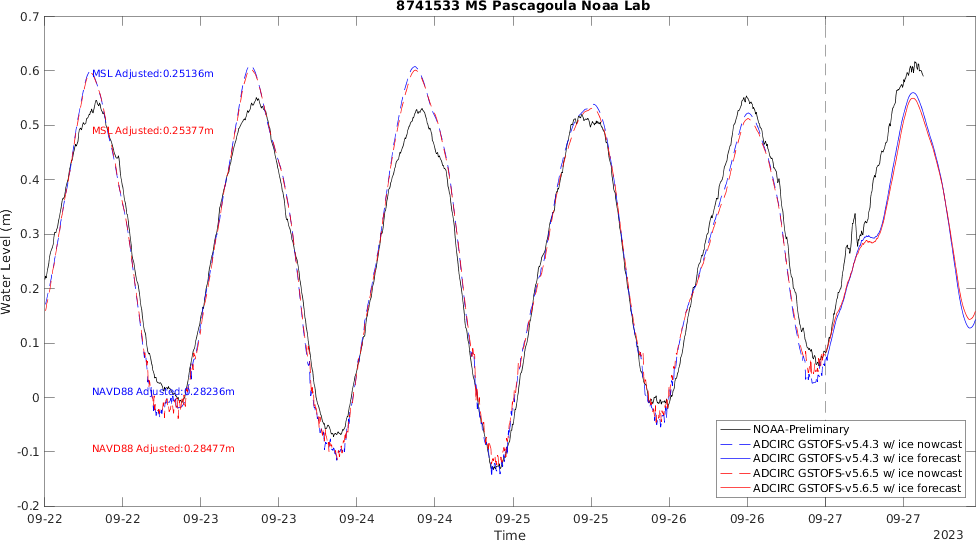 8741533 MS Pascagoula Noaa Lab
0.7
0.6
0.5
0.4
0.3
0.2
0.1
0
-0.1
-0.2
Water Level (m)
MSL Adjusted:0.25136m
MSL Adjusted:0.25377m
NAVD88 Adjusted:0.28236m
NAVD88 Adjusted:0.28477m
NOAA-Preliminary
ADCIRC GSTOFS-v5.4.3 w/ ice nowcast
ADCIRC GSTOFS-v5.4.3 w/ ice forecast
ADCIRC GSTOFS-v5.6.5 w/ ice nowcast
ADCIRC GSTOFS-v5.6.5 w/ ice forecast
09-22 09-22 09-23 09-23 09-24 09-24 09-25 09-25 09-26 09-26 09-27 09-27
Time
2023